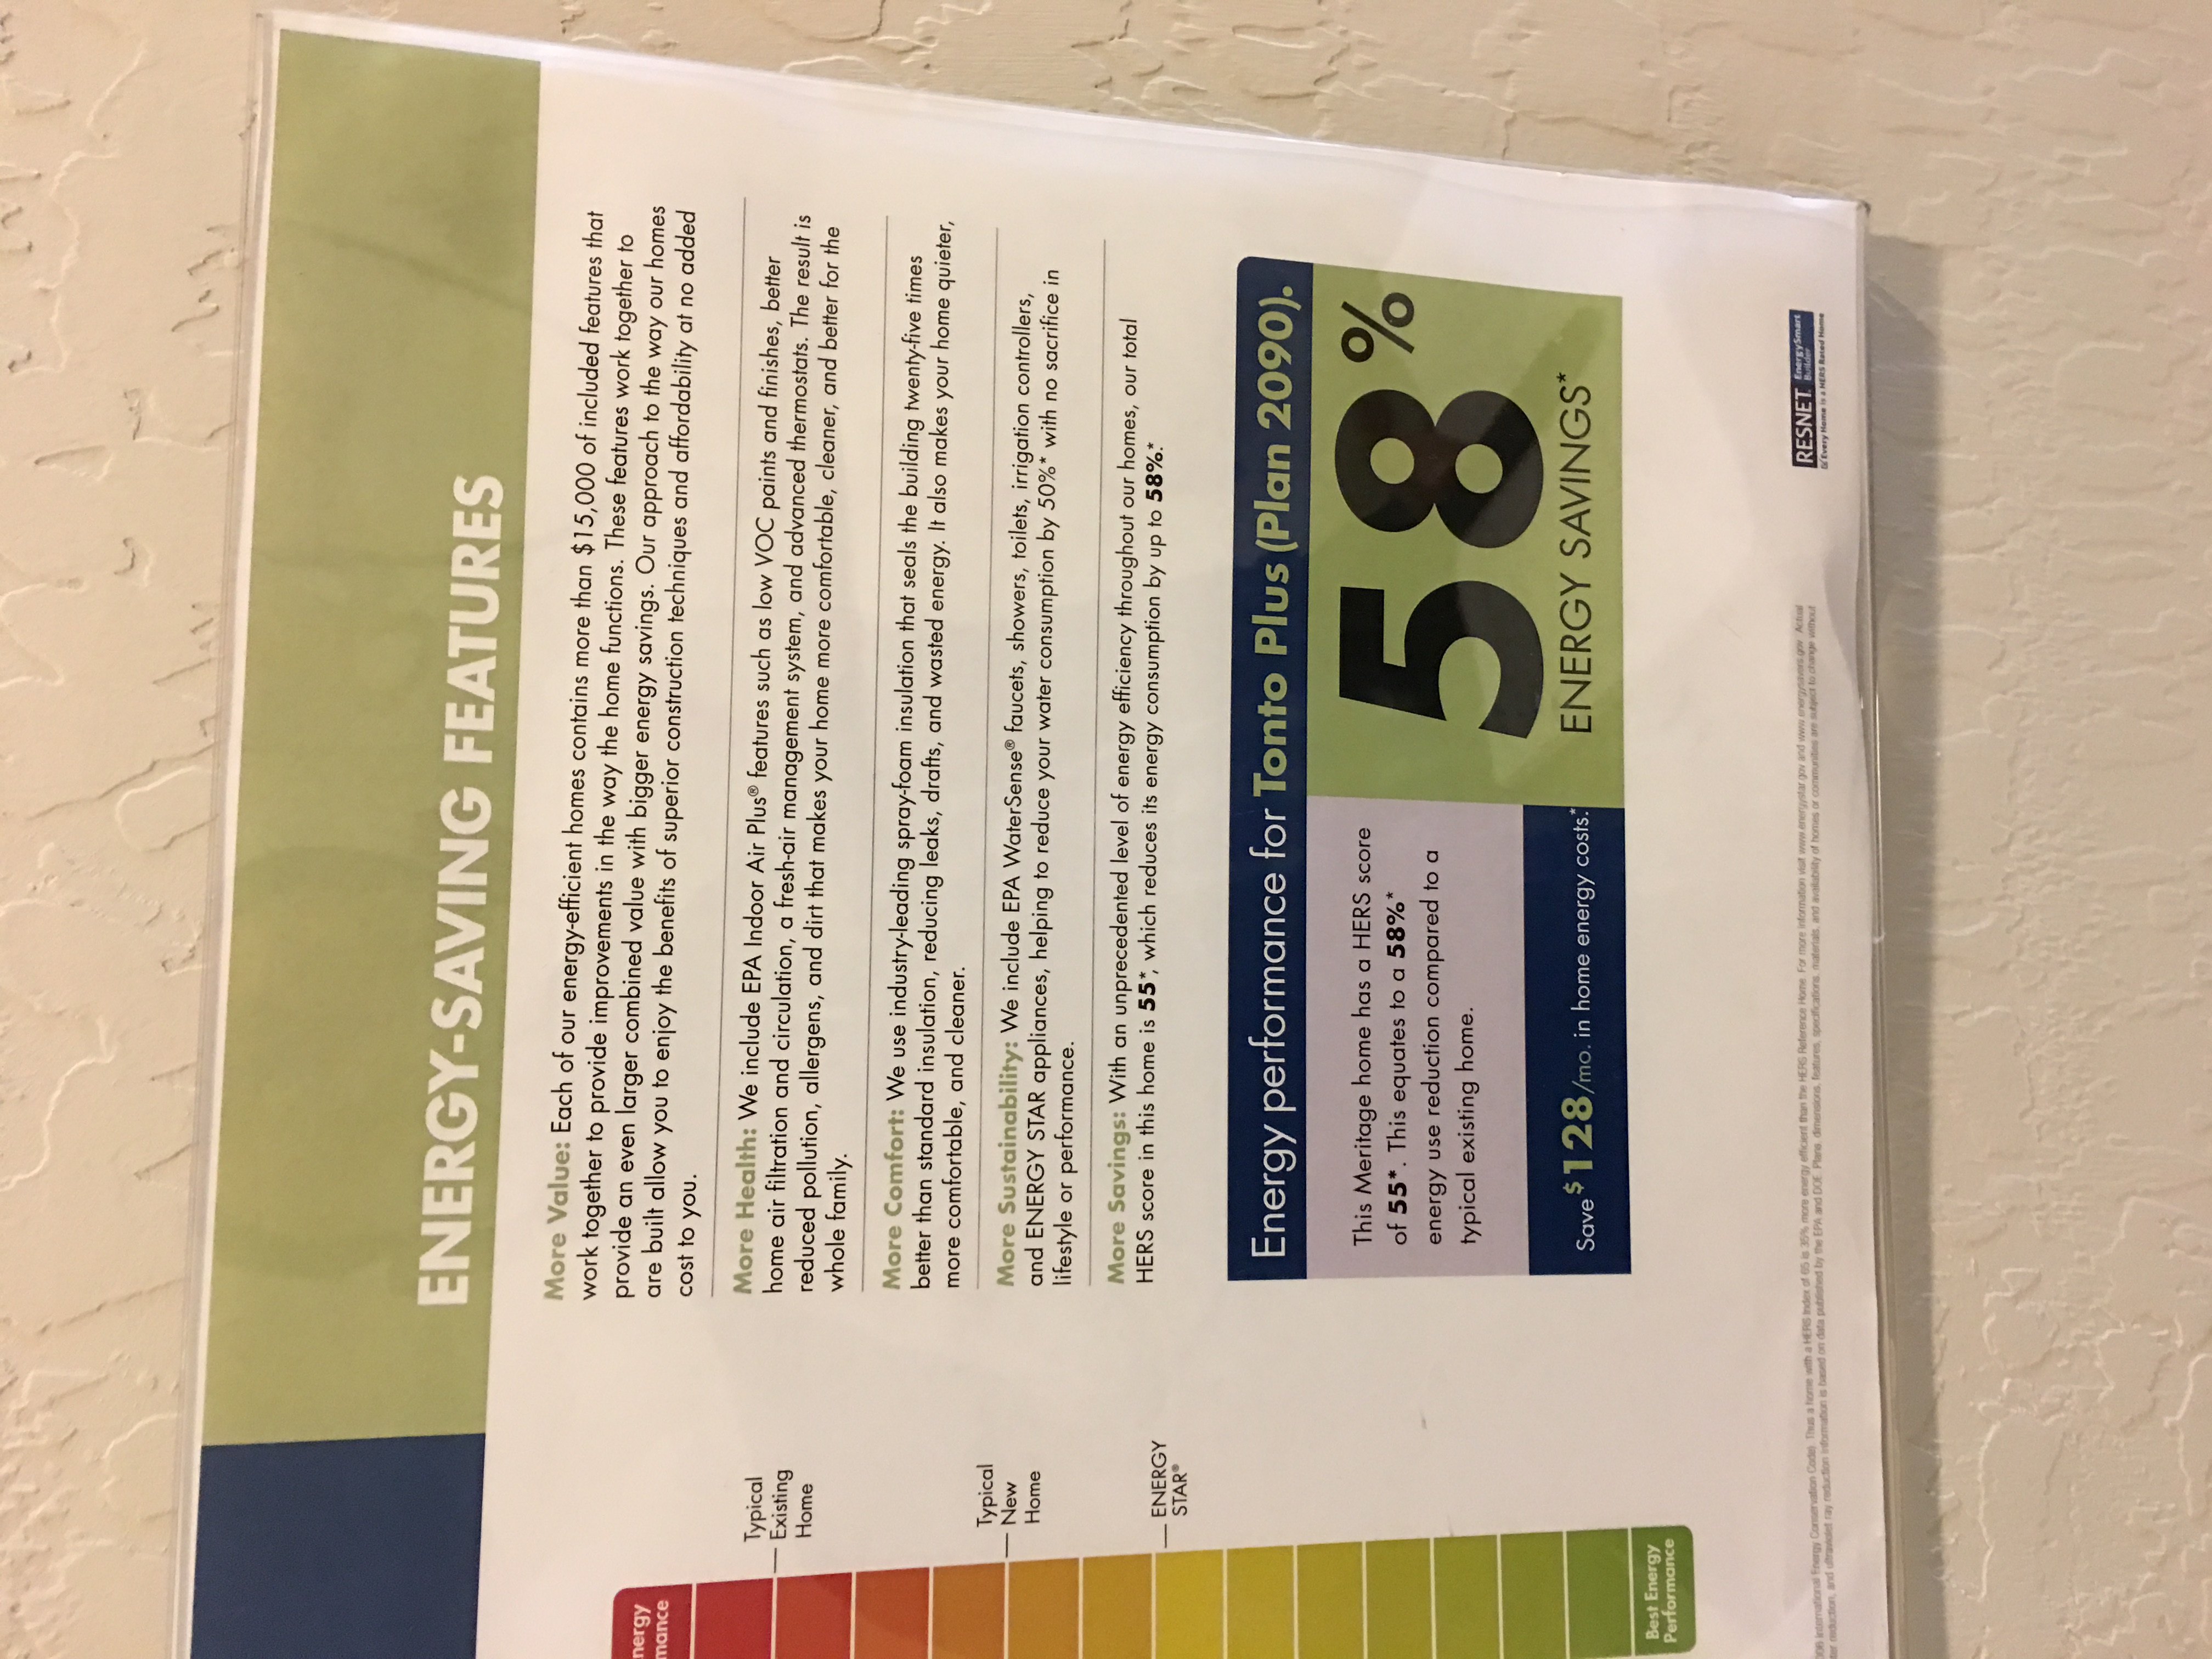 ENERGY-SAVING FEATURES
More Value: Each of our energy-efficient homes contains more than $15,000 of included features that
work together to provide improvements in the way the home functions. These features work together to
provide an even larger combined value with bigger energy savings. Our approach to the way our homes
are built allow you to enjoy the benefits of superior construction techniques and affordability at no added
cost to you.
More Health: We include EPA Indoor Air Plus® features such as low VOC paints and finishes, better
home air filtration and circulation, a fresh-air management system, and advanced thermostats. The result is
reduced pollution, allergens, and dirt that makes your home more comfortable, cleaner, and better for the
whole family.
More Comfort: We use industry-leading spray-foam insulation that seals the building twenty-five times
better than standard insulation, reducing leaks, drafts, and wasted energy. It also makes your home quieter,
more comfortable, and cleaner.
More Sustainability: We include EPA WaterSense® faucets, showers, toilets, irrigation controllers,
and ENERGY STAR appliances, helping to reduce your water consumption by 50%* with no sacrifice in
lifestyle or performance.
More Savings: With an unprecedented level of energy efficiency throughout our homes, our total
HERS score in this home is 55*, which reduces its energy consumption by up to 58%.*
nergy
mance
Typical
Existing
Home
Typical
New
Home
ENERGY
STAR®
Best Energy
Performance
Energy performance for Tonto Plus (Plan 2090).
This Meritage home has a HERS score
of 55*. This equates to a 58%*
energy use reduction compared to a
typical existing home.
Save $128/mo. in home energy costs.*
58%
ENERGY SAVINGS*
006 International Energy Conservation Code). Thus a home with a HERS Index of 65 is 35% more energy efficient than the HERS Reference Home. For more information visit www.energystar.gov and www.energysavers.gov. Actual
ter reduction, and ultraviolet ray reduction information is based on data published by the EPA and DOE. Plans, dimensions, features, specifications, materials, and availability of homes or communities are subject to change without
RESNET EnergySmart
Builder
Every Home is a HERS Rated Home